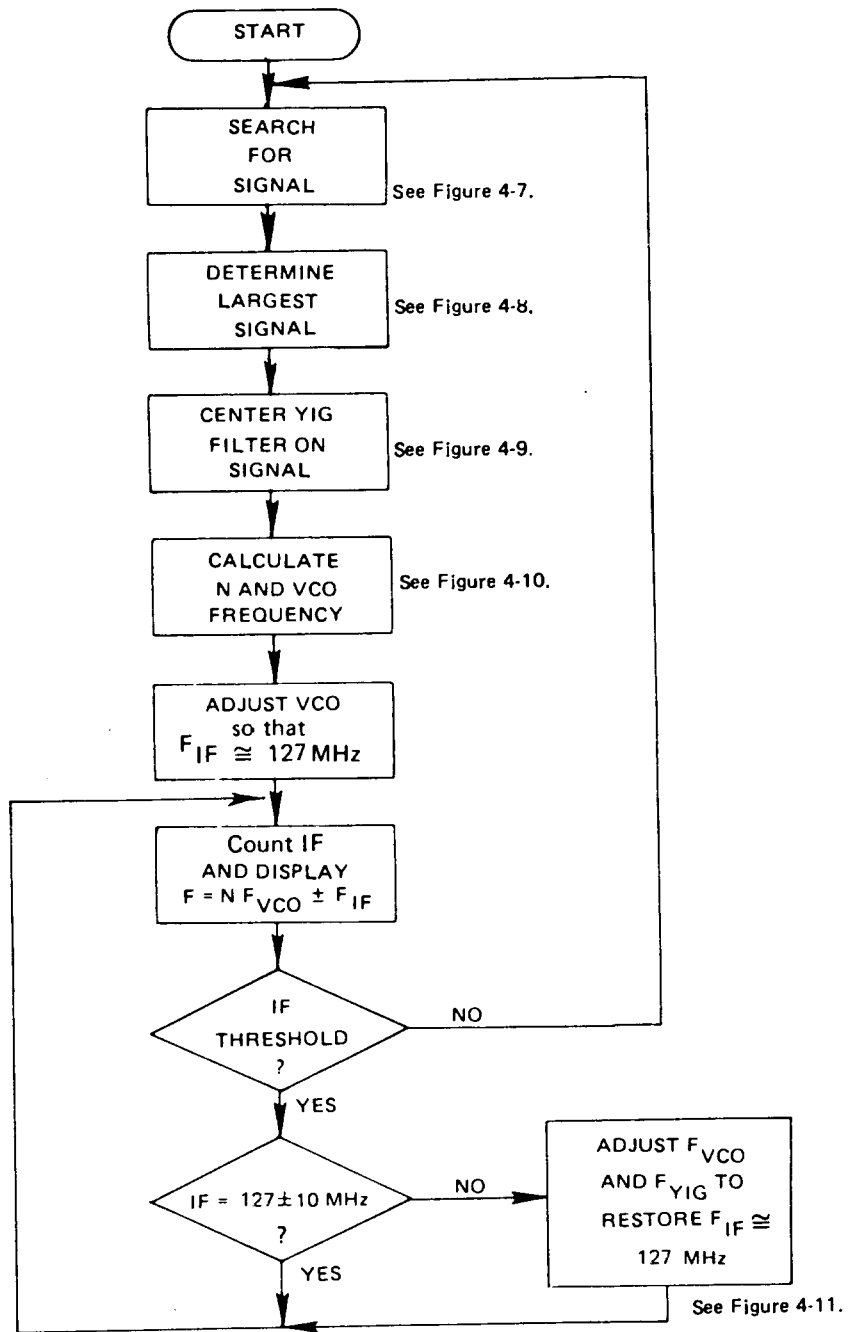 START
SEARCH
FOR
SIGNAL
See Figure 4-7.
DETERMINE
LARGEST
SIGNAL
See Figure 4-8.
CENTER YIG
FILTER ON
SIGNAL
See Figure 4-9.
CALCULATE
N AND VCO
FREQUENCY
See Figure 4-10.
ADJUST VCO
so that
F_IF ≅ 127 MHz
Count IF
AND DISPLAY
F = N F_VCO ± F_IF
IF
THRESHOLD
?
NO
YES
IF = 127±10 MHz
?
NO
YES
ADJUST F_VCO
AND F_YIG TO
RESTORE F_IF ≅
127 MHz
See Figure 4-11.